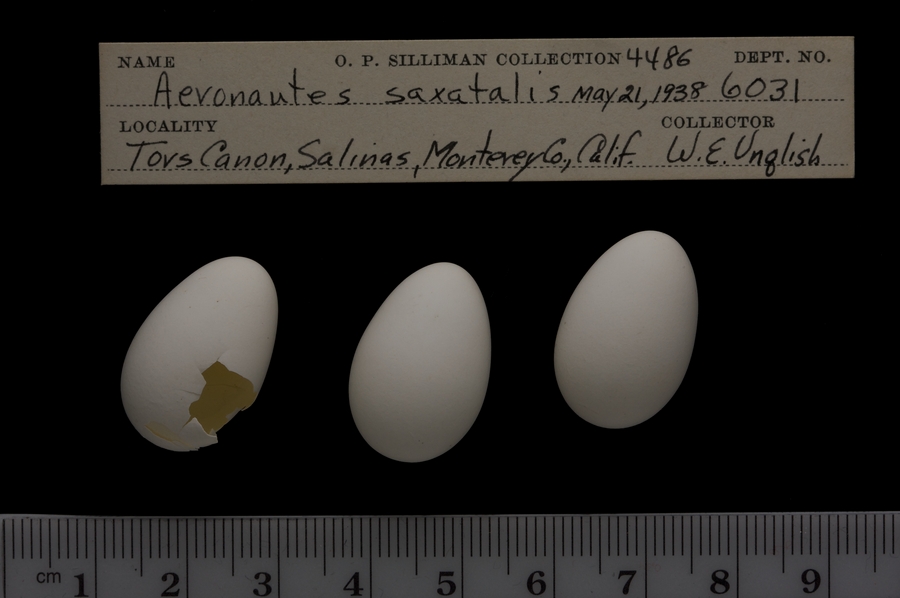 NAME O. P. SILLIMAN COLLECTION 4486 DEPT. NO.
Aeronautes saxatalis May 21, 1938 6031
LOCALITY COLLECTOR
Tors Canon, Salinas, Monterey Co., Calif. W. E. Unglish
cm 1 2 3 4 5 6 7 8 9